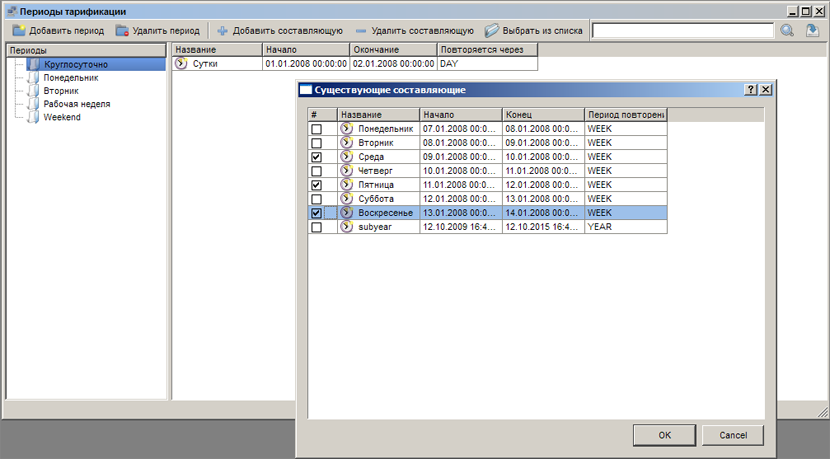 Периоды тарификации
Добавить период Удалить период Добавить составляющую Удалить составляющую Выбрать из списка
Периоды
Круглосуточно
Понедельник
Вторник
Рабочая неделя
Weekend
Название Начало Окончание Повторяется через
Сутки 01.01.2008 00:00:00 02.01.2008 00:00:00 DAY
Существующие составляющие
# Название Начало Конец Период повторени
Понедельник 07.01.2008 00:0... 08.01.2008 00:0... WEEK
Вторник 08.01.2008 00:0... 09.01.2008 00:0... WEEK
Среда 09.01.2008 00:0... 10.01.2008 00:0... WEEK
Четверг 10.01.2008 00:0... 11.01.2008 00:0... WEEK
Пятница 11.01.2008 00:0... 12.01.2008 00:0... WEEK
Суббота 12.01.2008 00:0... 13.01.2008 00:0... WEEK
Воскресенье 13.01.2008 00:0... 14.01.2008 00:0... WEEK
subyear 12.10.2009 16:4... 12.10.2015 16:4... YEAR
OK Cancel